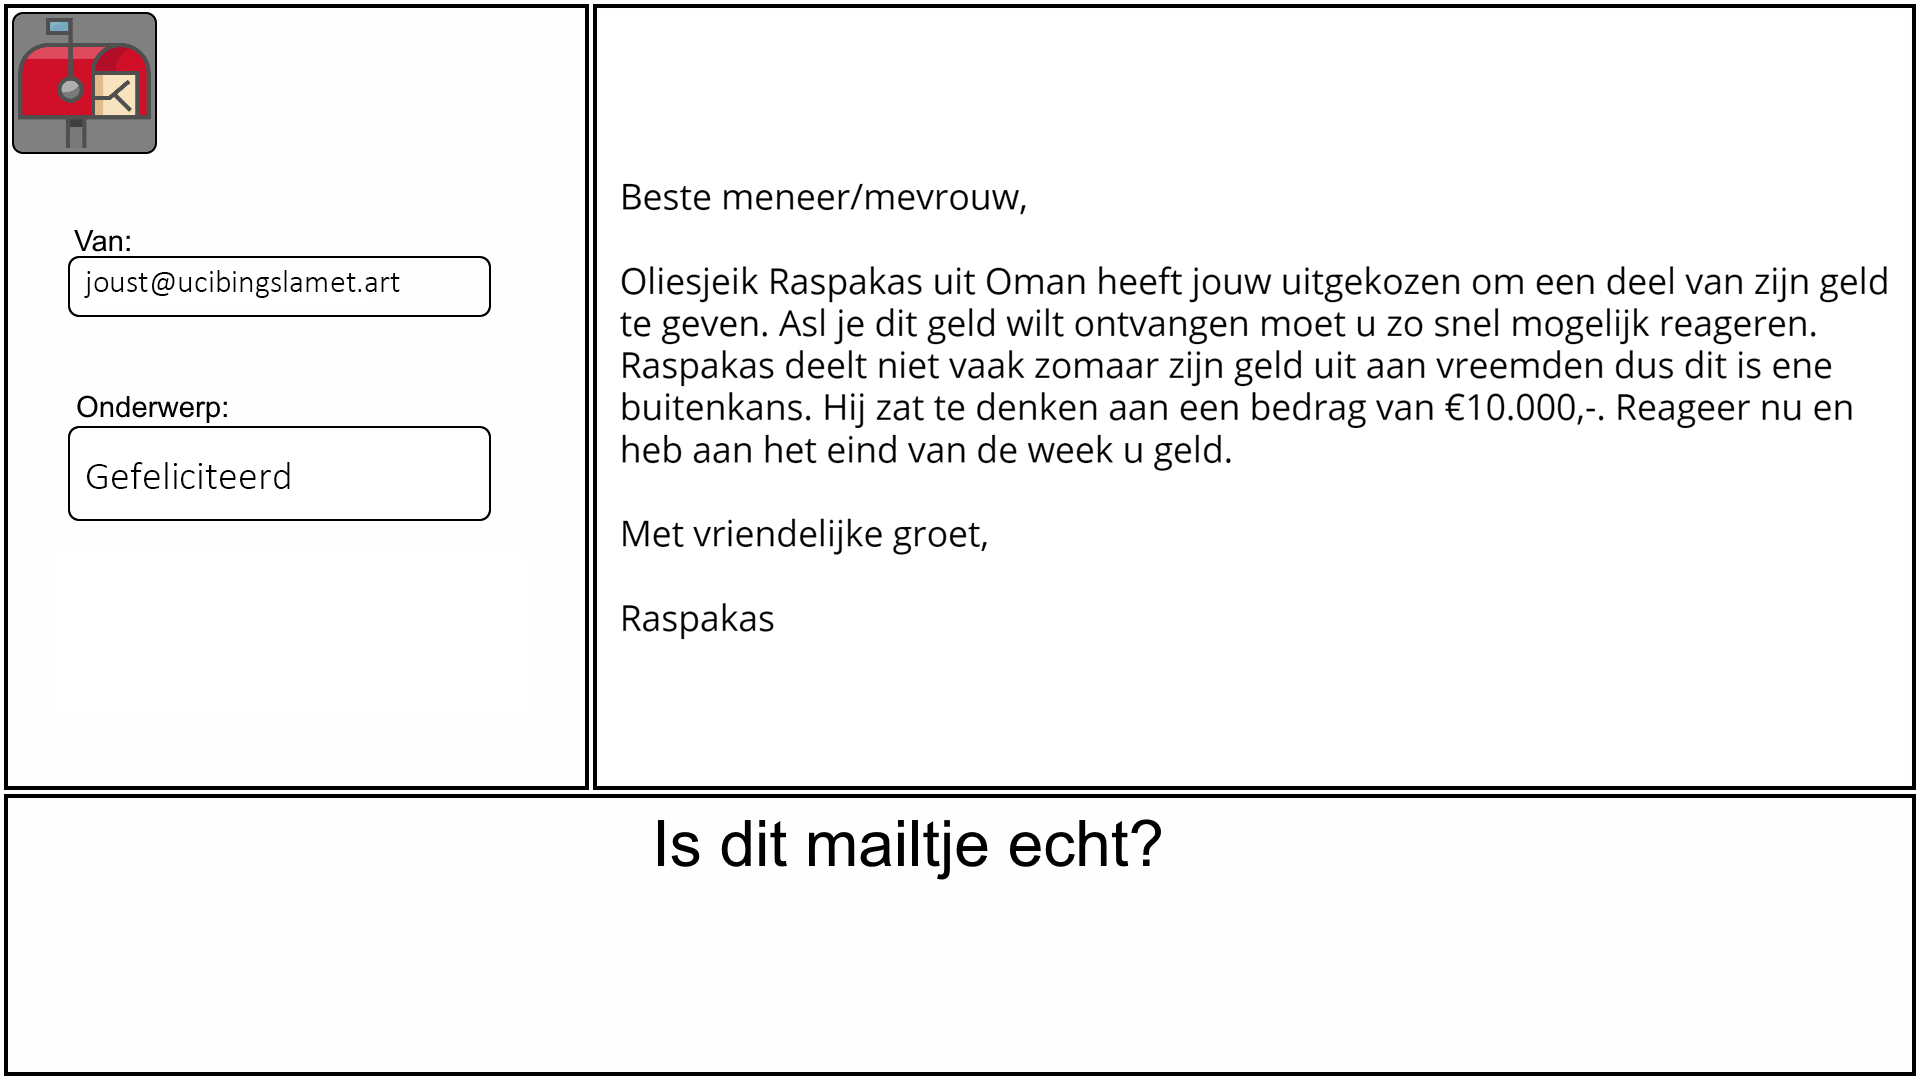 Van:
joust@ucibingslamet.art
Onderwerp:
Gefeliciteerd
Beste meneer/mevrouw,
Oliesjeik Raspakas uit Oman heeft jouw uitgekozen om een deel van zijn geld
te geven. Asl je dit geld wilt ontvangen moet u zo snel mogelijk reageren.
Raspakas deelt niet vaak zomaar zijn geld uit aan vreemden dus dit is ene
buitenkans. Hij zat te denken aan een bedrag van €10.000,-. Reageer nu en
heb aan het eind van de week u geld.
Met vriendelijke groet,
Raspakas
Is dit mailtje echt?